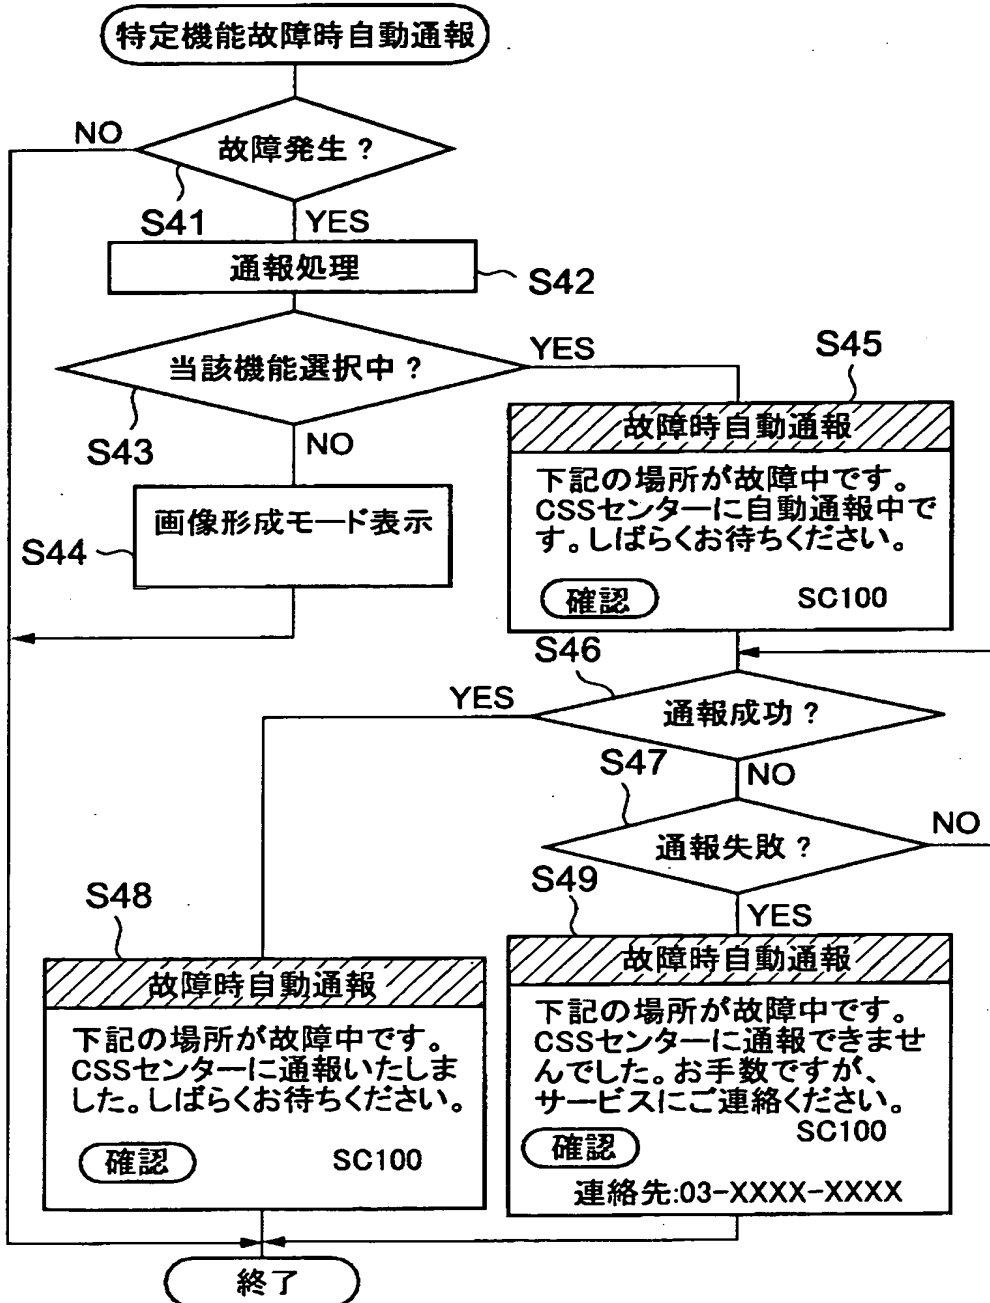 特定機能故障時自動通報
NO
故障発生?
S41
YES
通報処理
S42
当該機能選択中?
YES
S45
S43
NO
故障時自動通報
下記の場所が故障中です。
CSSセンターに自動通報中で
す。しばらくお待ちください。
確認
SC100
画像形成モード表示
S44
S46
YES
通報成功?
S47
NO
通報失敗?
NO
S48
S49
YES
故障時自動通報
下記の場所が故障中です。
CSSセンターに通報いたしま
した。しばらくお待ちください。
確認
SC100
故障時自動通報
下記の場所が故障中です。
CSSセンターに通報できませ
んでした。お手数ですが、
サービスにご連絡ください。
SC100
確認
連絡先:03-XXXX-XXXX
終了